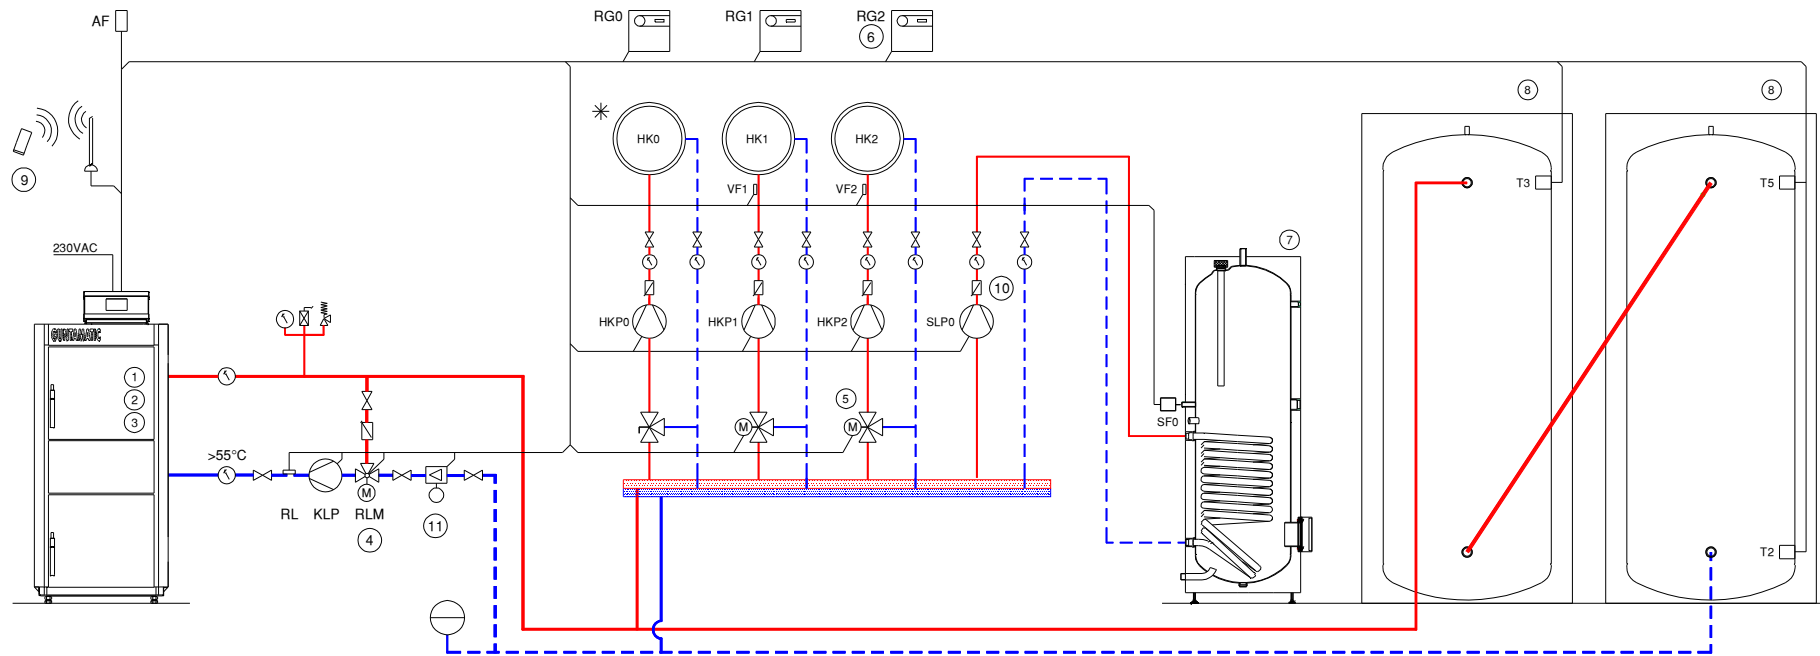 AF
RG0
RG1
RG2
6
8
8
9
HK0
HK1
HK2
VF1
VF2
T3
T5
230VAC
7
10
HKP0
HKP1
HKP2
SLP0
GUNTAMATIC
1
2
3
5
M
M
SF0
>55°C
M
RL
KLP
RLM
4
11
T2